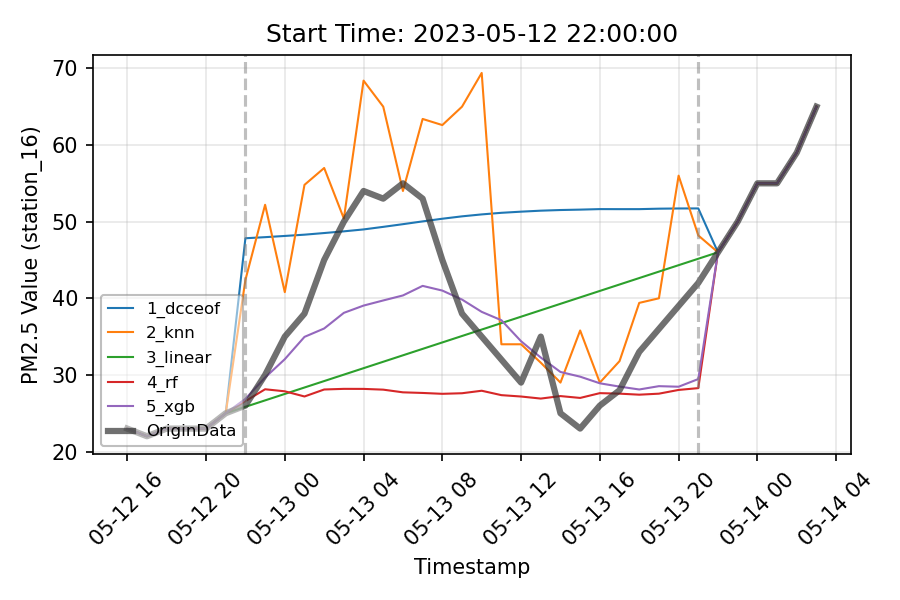 Start Time: 2023-05-12 22:00:00
PM2.5 Value (station_16)
70
60
50
40
30
20
1_dcceof
2_knn
3_linear
4_rf
5_xgb
OriginData
05-12 16
05-12 20
05-13 00
05-13 04
05-13 08
05-13 12
05-13 16
05-13 20
05-14 00
05-14 04
Timestamp